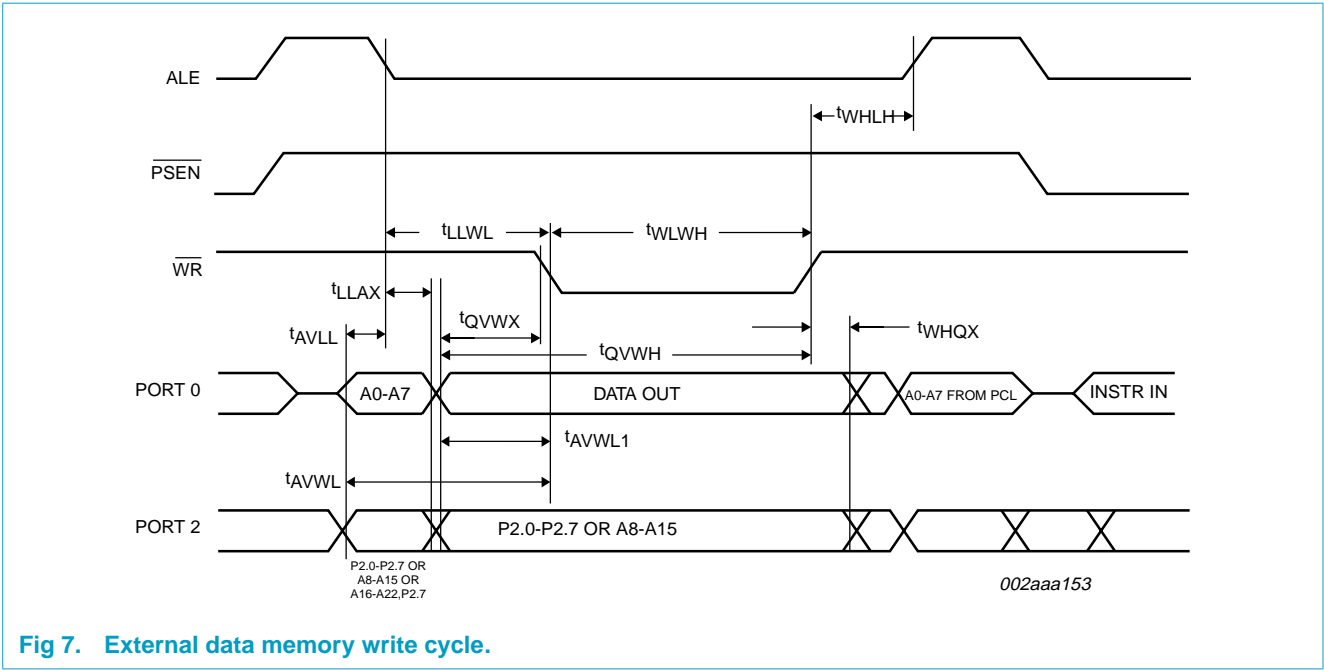 ALE
tWHLH
PSEN
tLLWL
tWLWH
WR
tLLAX
tQVWX
tWHQX
tAVLL
tQVWH
PORT 0
A0-A7
DATA OUT
A0-A7 FROM PCL
INSTR IN
tAVWL1
tAVWL
PORT 2
P2.0-P2.7 OR A8-A15
P2.0-P2.7 OR
A8-A15 OR
A16-A22,P2.7
002aaa153
Fig 7. External data memory write cycle.